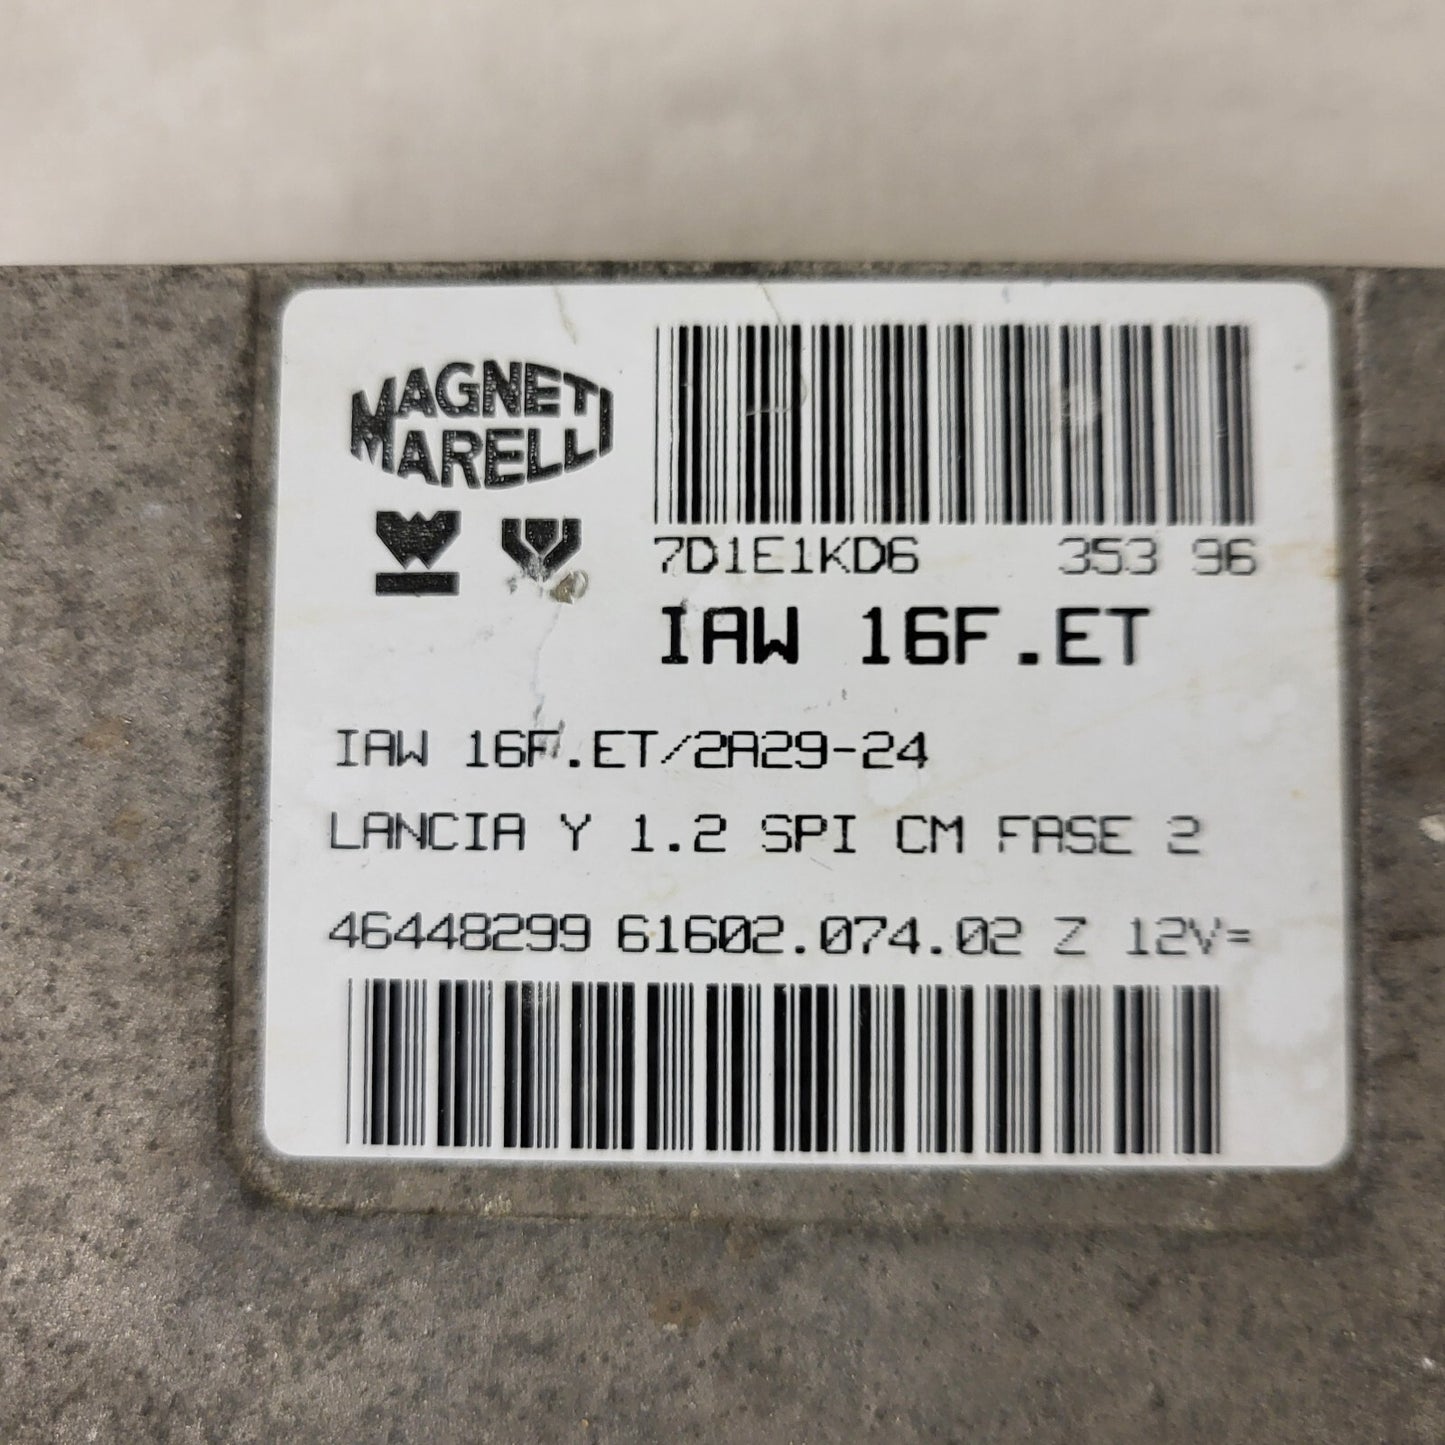 MAGNETI
MARELLI
7D1E1KD6 353 96
IAW 16F.ET
IAW 16F.ET/2A29-24
LANCIA Y 1.2 SPI CM FASE 2
46448299 61602.074.02 Z 12V=